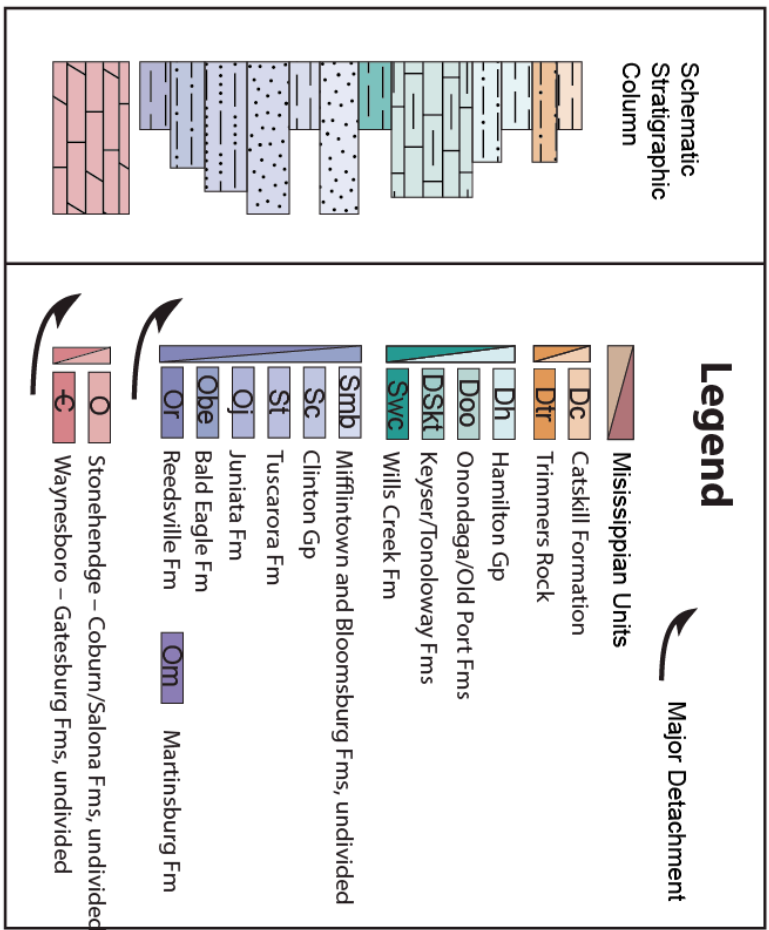 Legend
Major Detachment
Misissippian Units
Dc Catskill Formation
Dtr Trimmers Rock
Dh Hamilton Gp
Doo Onondaga/Old Port Fms
DSkt Keyser/Tonoloway Fms
Swc Wills Creek Fm
Smb Mifflintown and Bloomsburg Fms, undivided
Sc Clinton Gp
St Tuscarora Fm
Oj Juniata Fm
Obe Bald Eagle Fm
Or Reedsville Fm
Om Martinsburg Fm
O Stonehendge – Coburn/Salona Fms, undivided
Ꞓ Waynesboro – Gatesburg Fms, undivided
Schematic
Stratigraphic
Column